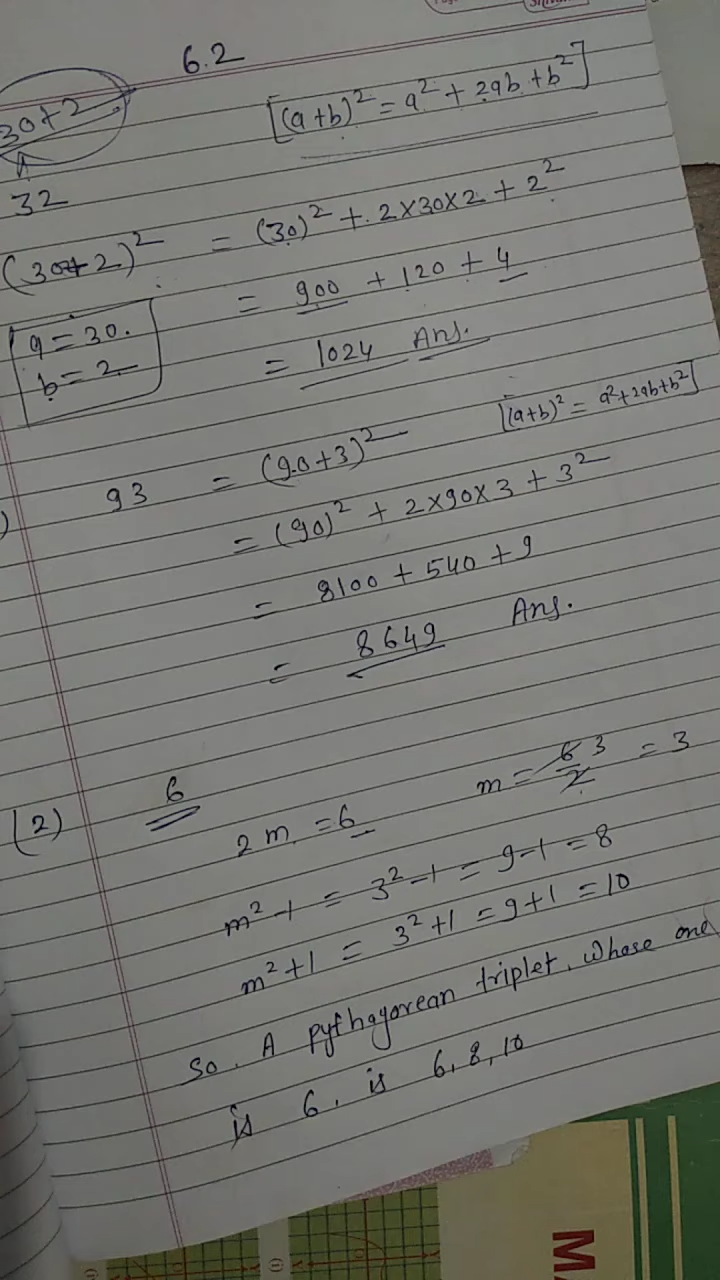 6.2
30+2
[(a+b)² = a² + 2ab + b²]
32
(30+2)² = (30)² + 2×30×2 + 2²
= 900 + 120 + 4
a = 30.
b = 2
= 1024 Ans.
[(a+b)² = a²+2ab+b²]
93 = (90+3)²
= (90)² + 2×90×3 + 3²
= 8100 + 540 + 9
= 8649 Ans.
(2) 6
2m = 6 m = 6/2 3 = 3
m²-1 = 3²-1 = 9-1 = 8
m²+1 = 3²+1 = 9+1 = 10
So. A pythagorean triplet, whose one
is 6. is 6, 8, 10
M